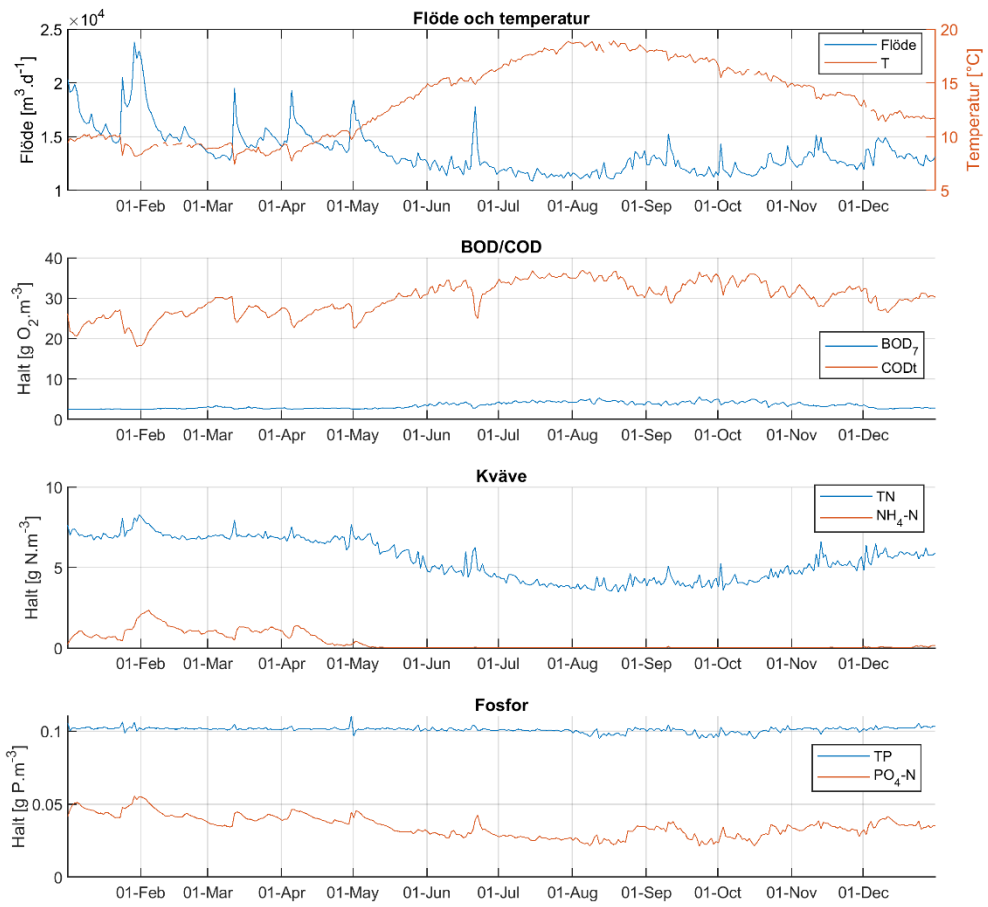 Flöde och temperatur
×10⁴
Flöde [m³.d⁻¹]
2.5
2
1.5
1
Flöde
T
20
15
10
5
Temperatur [°C]
01-Feb 01-Mar 01-Apr 01-May 01-Jun 01-Jul 01-Aug 01-Sep 01-Oct 01-Nov 01-Dec
BOD/COD
Halt [g O₂.m⁻³]
40
30
20
10
0
BOD₇
CODt
01-Feb 01-Mar 01-Apr 01-May 01-Jun 01-Jul 01-Aug 01-Sep 01-Oct 01-Nov 01-Dec
Kväve
Halt [g N.m⁻³]
10
5
0
TN
NH₄-N
01-Feb 01-Mar 01-Apr 01-May 01-Jun 01-Jul 01-Aug 01-Sep 01-Oct 01-Nov 01-Dec
Fosfor
Halt [g P.m⁻³]
0.1
0.05
0
TP
PO₄-N
01-Feb 01-Mar 01-Apr 01-May 01-Jun 01-Jul 01-Aug 01-Sep 01-Oct 01-Nov 01-Dec